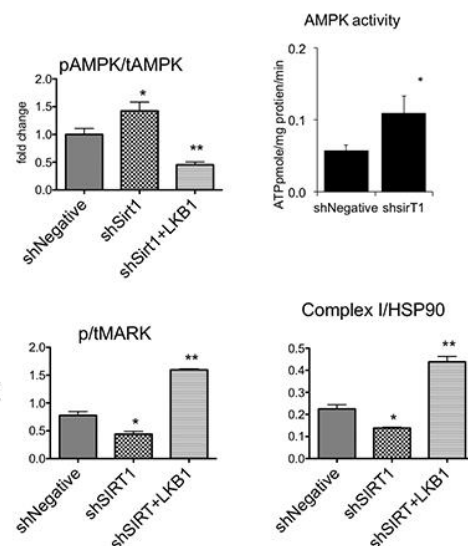 pAMPK/tAMPK
fold change
2.0
1.5
1.0
0.5
0.0
*
**
shNegative
shSirt1
shSirt1+LKB1
AMPK activity
ATPpmole/mg protien/min
0.2
0.1
0.0
*
shNegative shsirT1
p/tMARK
2.0
1.5
1.0
0.5
0.0
*
**
shNegative
shSIRT1
shSIRT+LKB1
Complex I/HSP90
0.5
0.4
0.3
0.2
0.1
0.0
*
**
shNegative
shSIRT1
shSIRT+LKB1